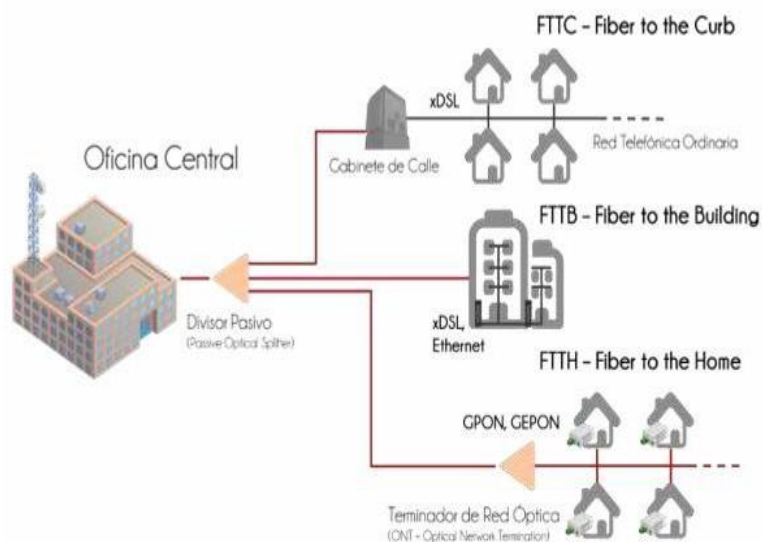 FTTC - Fiber to the Curb
xDSL
Red Telefónica Ordinaria
Gabinete de Calle
Oficina Central
FTTB - Fiber to the Building
Divisor Pasivo
(Passive Optical Splitter)
xDSL,
Ethernet
FTTH - Fiber to the Home
GPON, GEPON
Terminador de Red Óptica
(ONT - Optical Network Termination)